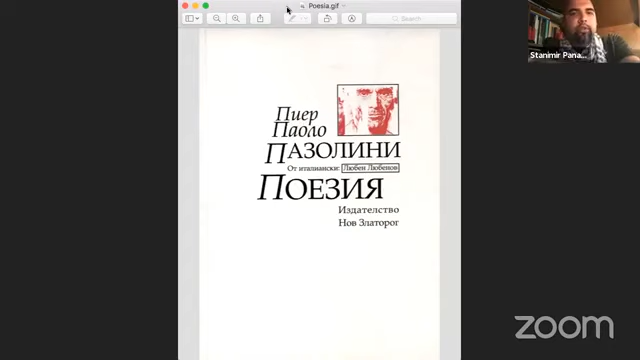 Poesia.gif
Search
Stanimir Pana...
Пиер
Паоло
ПАЗОЛИНИ
От италиански: Любен Любенов
ПОЕЗИЯ
Издателство
Нов Златорог
zoom